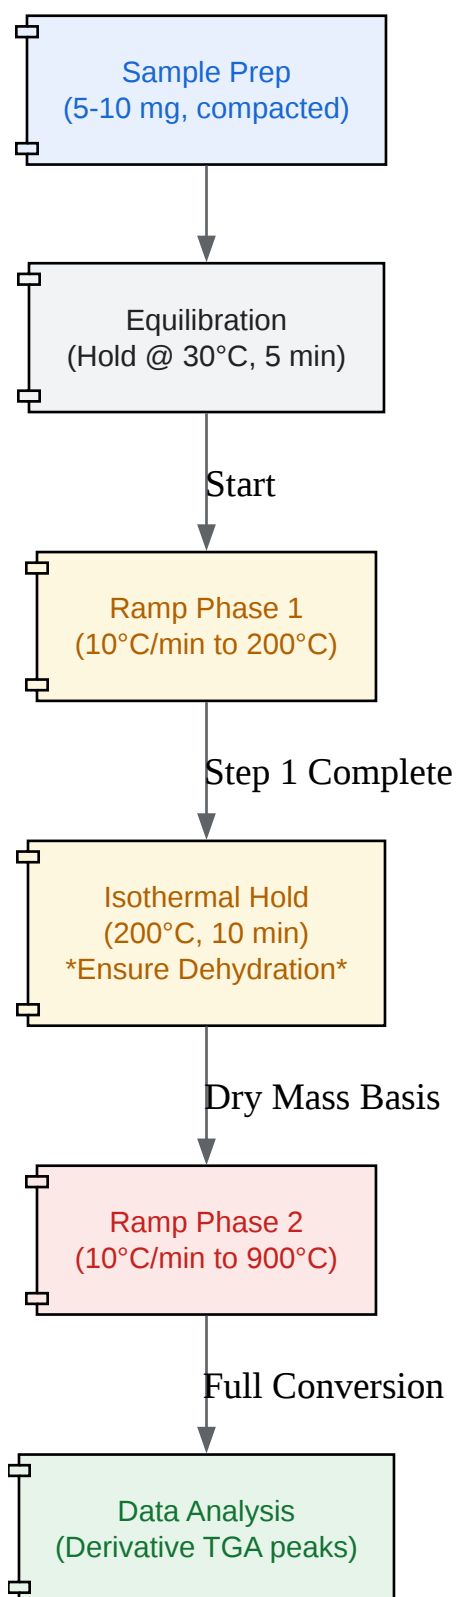 Sample Prep
(5-10 mg, compacted)
Equilibration
(Hold @ 30°C, 5 min)
Start
Ramp Phase 1
(10°C/min to 200°C)
Step 1 Complete
Isothermal Hold
(200°C, 10 min)
*Ensure Dehydration*
Dry Mass Basis
Ramp Phase 2
(10°C/min to 900°C)
Full Conversion
Data Analysis
(Derivative TGA peaks)